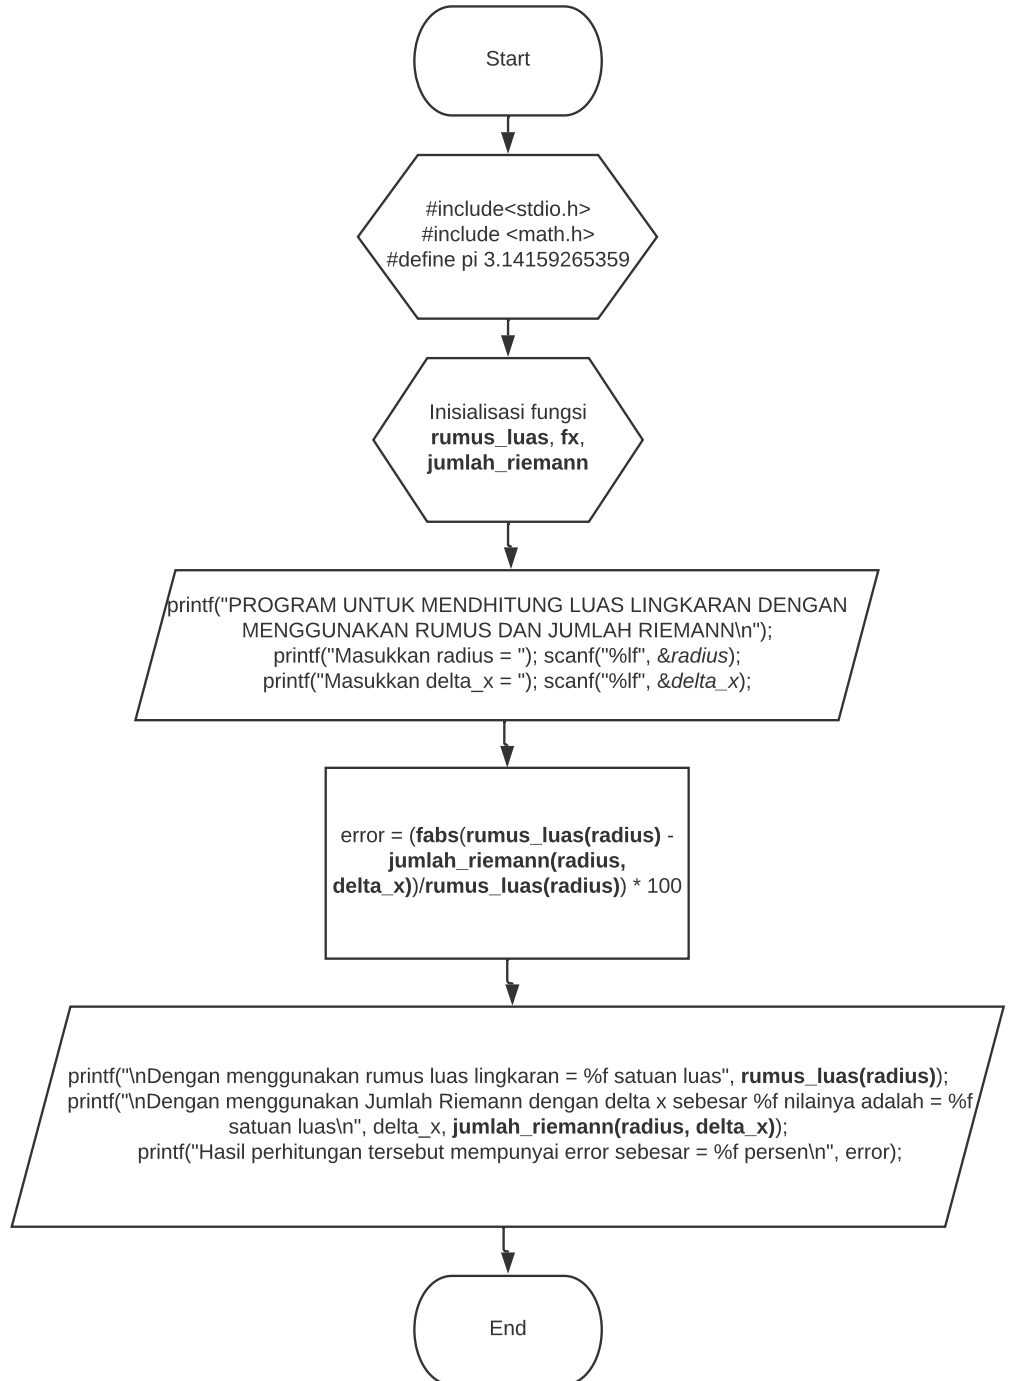 Start
#include<stdio.h>
#include <math.h>
#define pi 3.14159265359
Inisialisasi fungsi
rumus_luas, fx,
jumlah_riemann
printf("PROGRAM UNTUK MENDHITUNG LUAS LINGKARAN DENGAN
MENGGUNAKAN RUMUS DAN JUMLAH RIEMANN\n");
printf("Masukkan radius = "); scanf("%lf", &radius);
printf("Masukkan delta_x = "); scanf("%lf", &delta_x);
error = (fabs(rumus_luas(radius) -
jumlah_riemann(radius,
delta_x))/rumus_luas(radius)) * 100
printf("\nDengan menggunakan rumus luas lingkaran = %f satuan luas", rumus_luas(radius));
printf("\nDengan menggunakan Jumlah Riemann dengan delta x sebesar %f nilainya adalah = %f
satuan luas\n", delta_x, jumlah_riemann(radius, delta_x));
printf("Hasil perhitungan tersebut mempunyai error sebesar = %f persen\n", error);
End